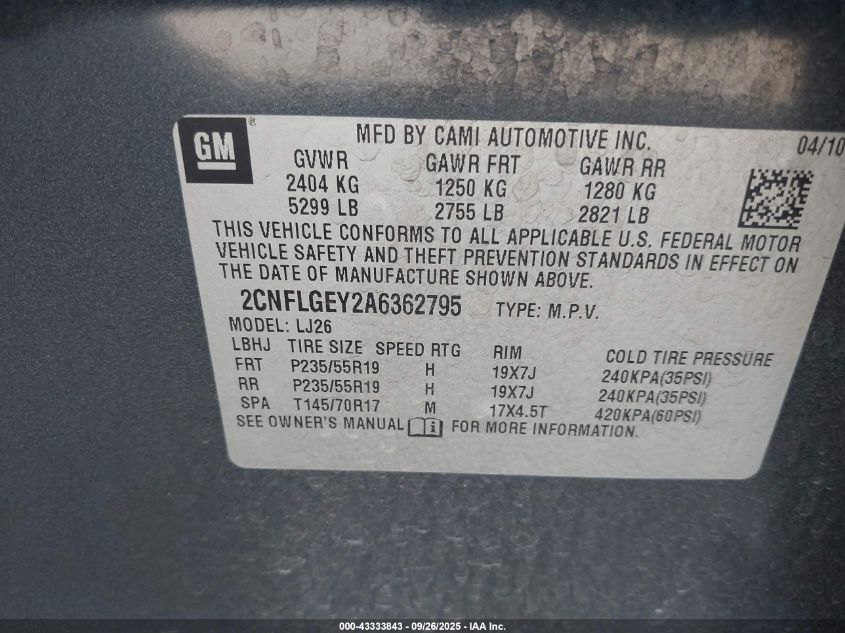 GM®
MFD BY CAMI AUTOMOTIVE INC. 04/10
GVWR GAWR FRT GAWR RR
2404 KG 1250 KG 1280 KG
5299 LB 2755 LB 2821 LB
THIS VEHICLE CONFORMS TO ALL APPLICABLE U.S. FEDERAL MOTOR
VEHICLE SAFETY AND THEFT PREVENTION STANDARDS IN EFFECT ON
THE DATE OF MANUFACTURE SHOWN ABOVE.
2CNFLGEY2A6362795 TYPE: M.P.V.
MODEL: LJ26
LBHJ TIRE SIZE SPEED RTG RIM COLD TIRE PRESSURE
FRT P235/55R19 H 19X7J 240KPA(35PSI)
RR P235/55R19 H 19X7J 240KPA(35PSI)
SPA T145/70R17 M 17X4.5T 420KPA(60PSI)
SEE OWNER'S MANUAL i FOR MORE INFORMATION.
000-43333843 - 09/26/2025 - IAA Inc.